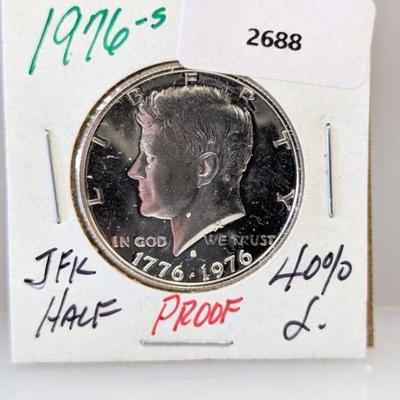 1976-S
2688
LIBERTY
IN GOD WE TRUST
S
1776·1976
JFK
HALF
PROOF
40%